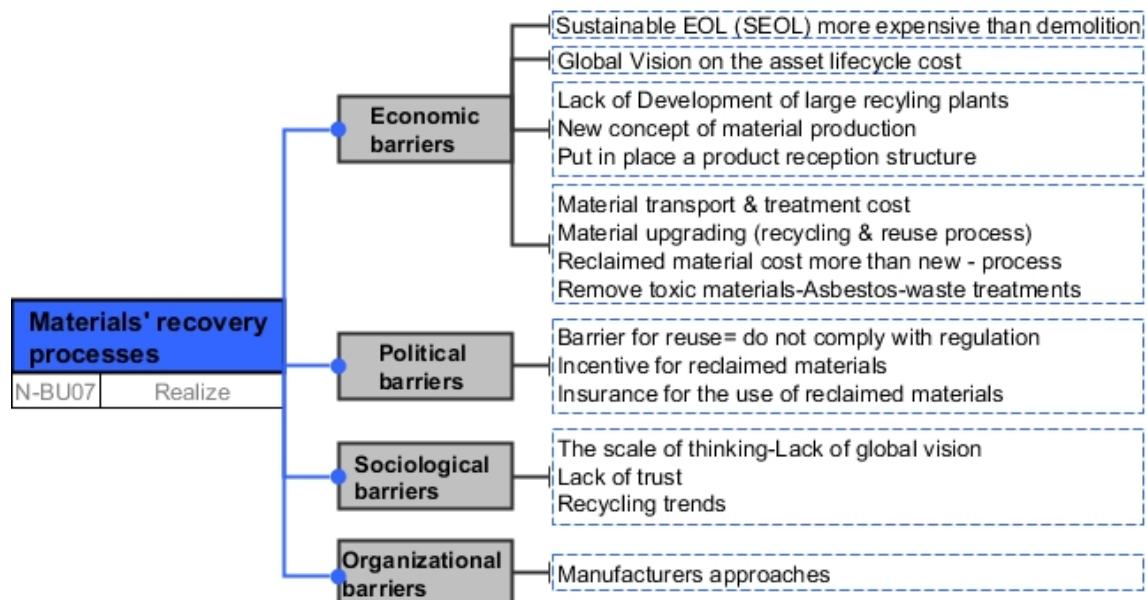 Sustainable EOL (SEOL) more expensive than demolition
Global Vision on the asset lifecycle cost
Economic
barriers
Lack of Development of large recyling plants
New concept of material production
Put in place a product reception structure
Material transport & treatment cost
Material upgrading (recycling & reuse process)
Reclaimed material cost more than new - process
Remove toxic materials-Asbestos-waste treatments
Materials' recovery
processes
N-BU07 Realize
Political
barriers
Barrier for reuse= do not comply with regulation
Incentive for reclaimed materials
Insurance for the use of reclaimed materials
Sociological
barriers
The scale of thinking-Lack of global vision
Lack of trust
Recycling trends
Organizational
barriers
Manufacturers approaches